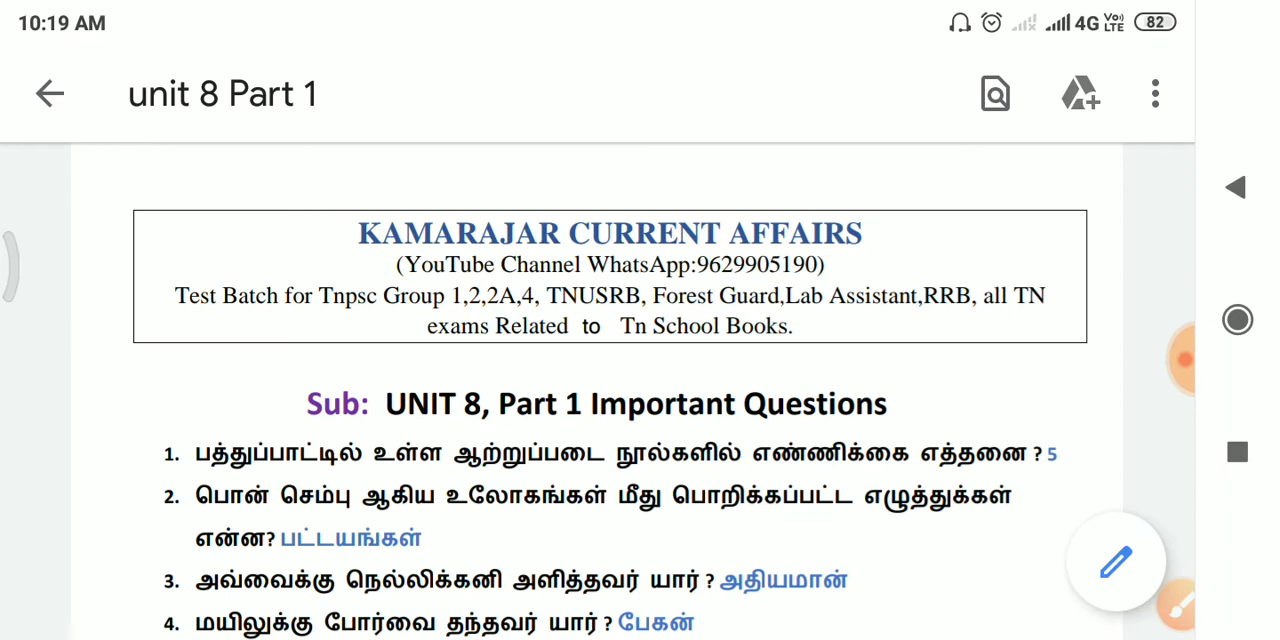 10:19 AM
4G Vo)) LTE 82
unit 8 Part 1
KAMARAJAR CURRENT AFFAIRS
(YouTube Channel WhatsApp:9629905190)
Test Batch for Tnpsc Group 1,2,2A,4, TNUSRB, Forest Guard,Lab Assistant,RRB, all TN
exams Related to Tn School Books.
Sub: UNIT 8, Part 1 Important Questions
1. பத்துப்பாட்டில் உள்ள ஆற்றுப்படை நூல்களில் எண்ணிக்கை எத்தனை ? 5
2. பொன் செம்பு ஆகிய உலோகங்கள் மீது பொறிக்கப்பட்ட எழுத்துக்கள்
என்ன? பட்டயங்கள்
3. அவ்வைக்கு நெல்லிக்கனி அளித்தவர் யார் ? அதியமான்
4. மயிலுக்கு போர்வை தந்தவர் யார் ? பேகன்